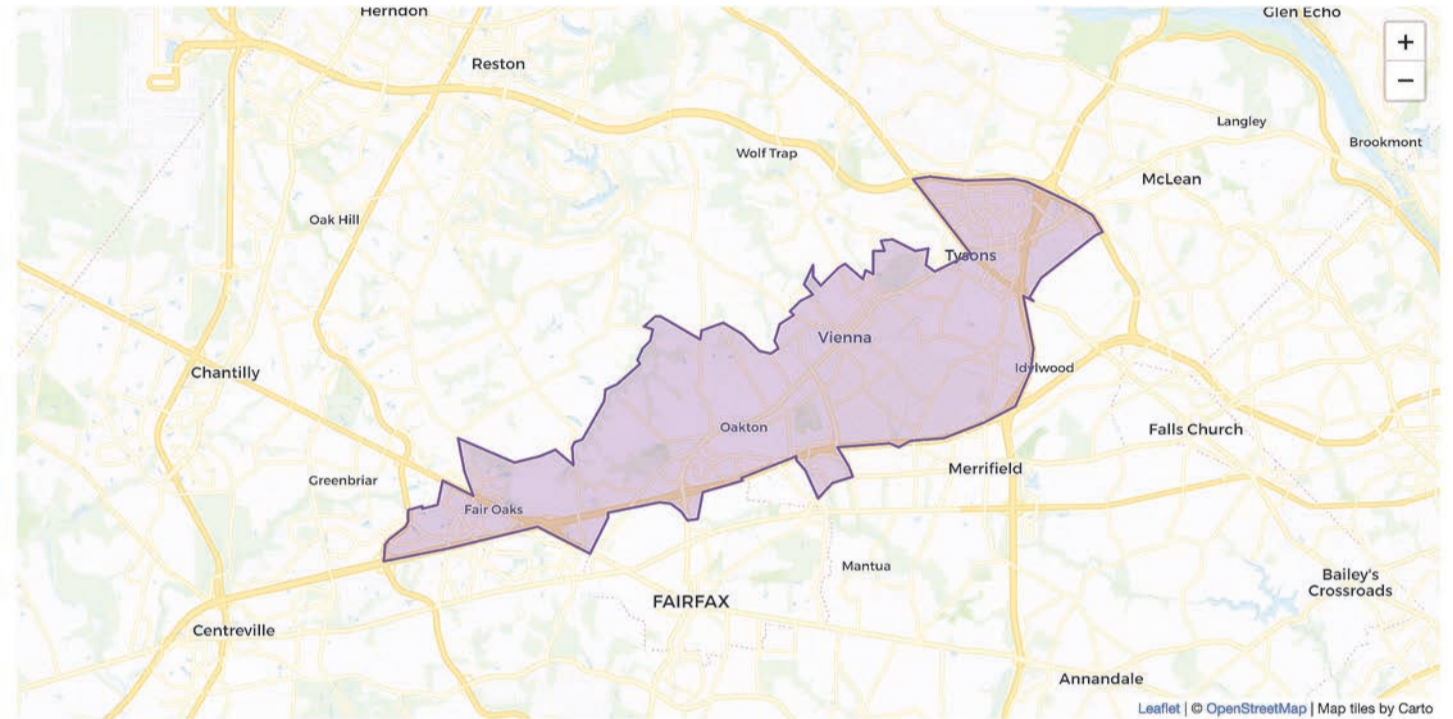 Herndon
Glen Echo
+
Reston
−
Langley
Brookmont
Wolf Trap
McLean
Oak Hill
Tysons
Vienna
Idylwood
Chantilly
Oakton
Falls Church
Merrifield
Greenbriar
Fair Oaks
Mantua
Bailey's
Crossroads
FAIRFAX
Centreville
Annandale
Leaflet | © OpenStreetMap | Map tiles by Carto